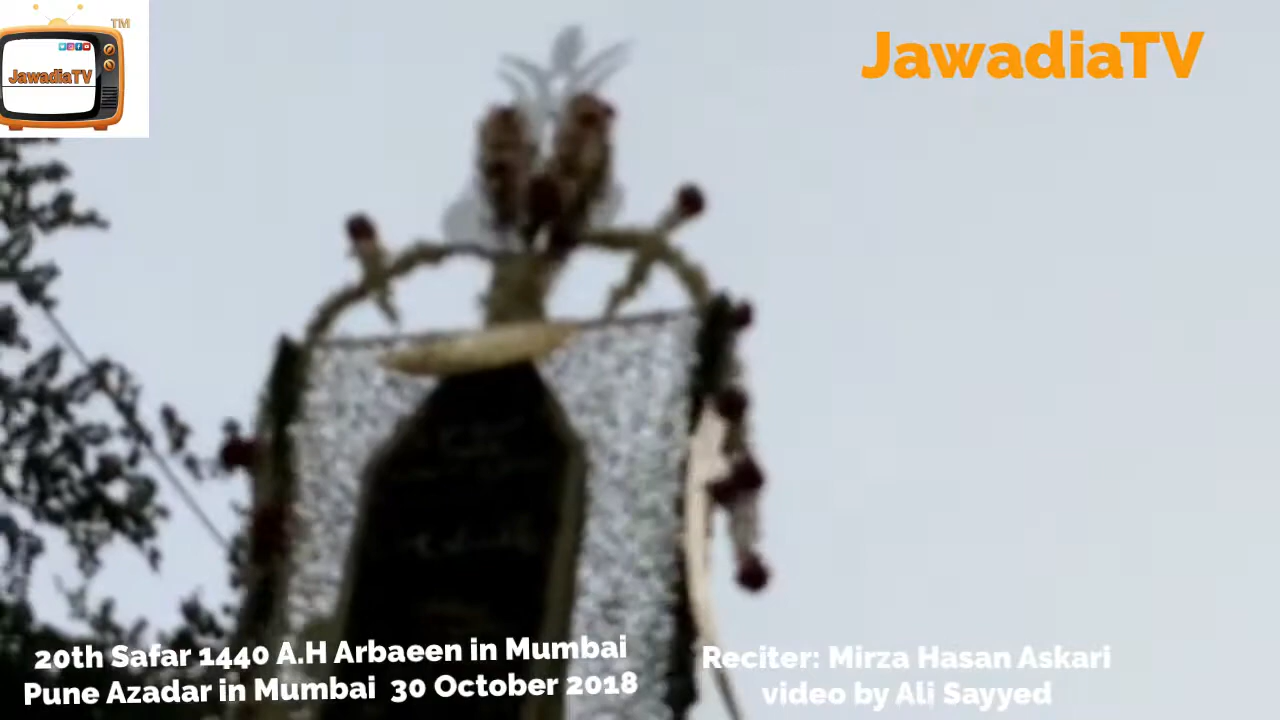 TM
JawadiaTV
JawadiaTV
20th Safar 1440 A.H Arbaeen in Mumbai
Pune Azadar in Mumbai 30 October 2018
Reciter: Mirza Hasan Askari
video by Ali Sayyed